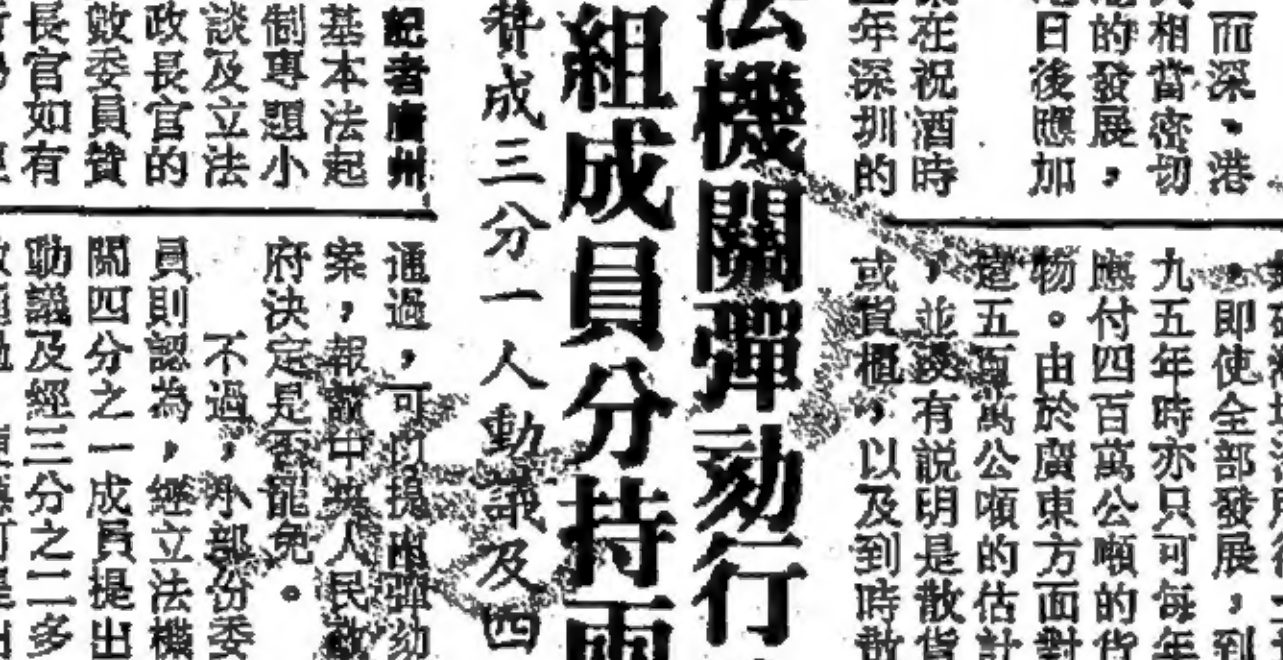 而深、港
相當密切
的發展，
日後應加
在祝酒時
年深圳的
，即使全部發展，到
九五年時亦只可每年
應付四百萬公噸的貨
物。由於廣東方面對
五百萬公噸的估計
，並沒有說明是散貨
或貨櫃，以及到時散
法機關彈劾行
組成員分持兩
贊成三分一人動議及四
記者廣州
基本法起
制專題小
談及立法
政長官的
敛委員贊
長官如有
通過，可以提出彈劾
案，報請中央人民政
府決定是否罷免。
不過，小部份委
員則認為，經立法機
關四分之一成員提出
動議及經三分之二多